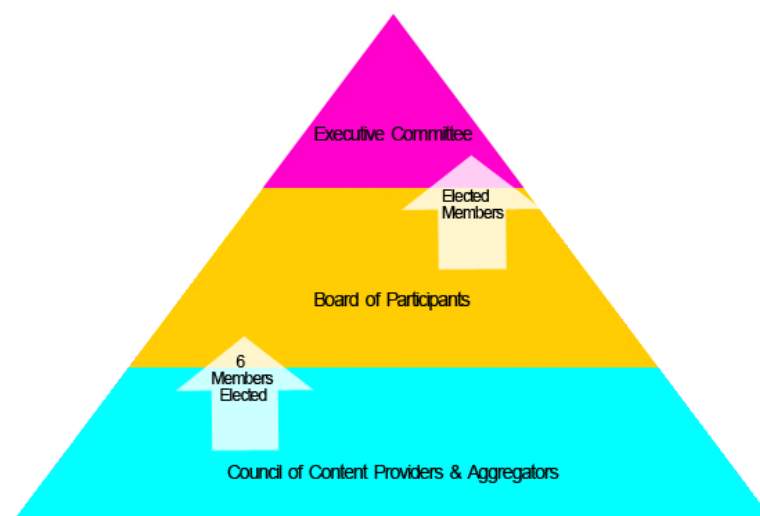 Executive Committee
Elected
Members
Board of Participants
6
Members
Elected
Council of Content Providers & Aggregators